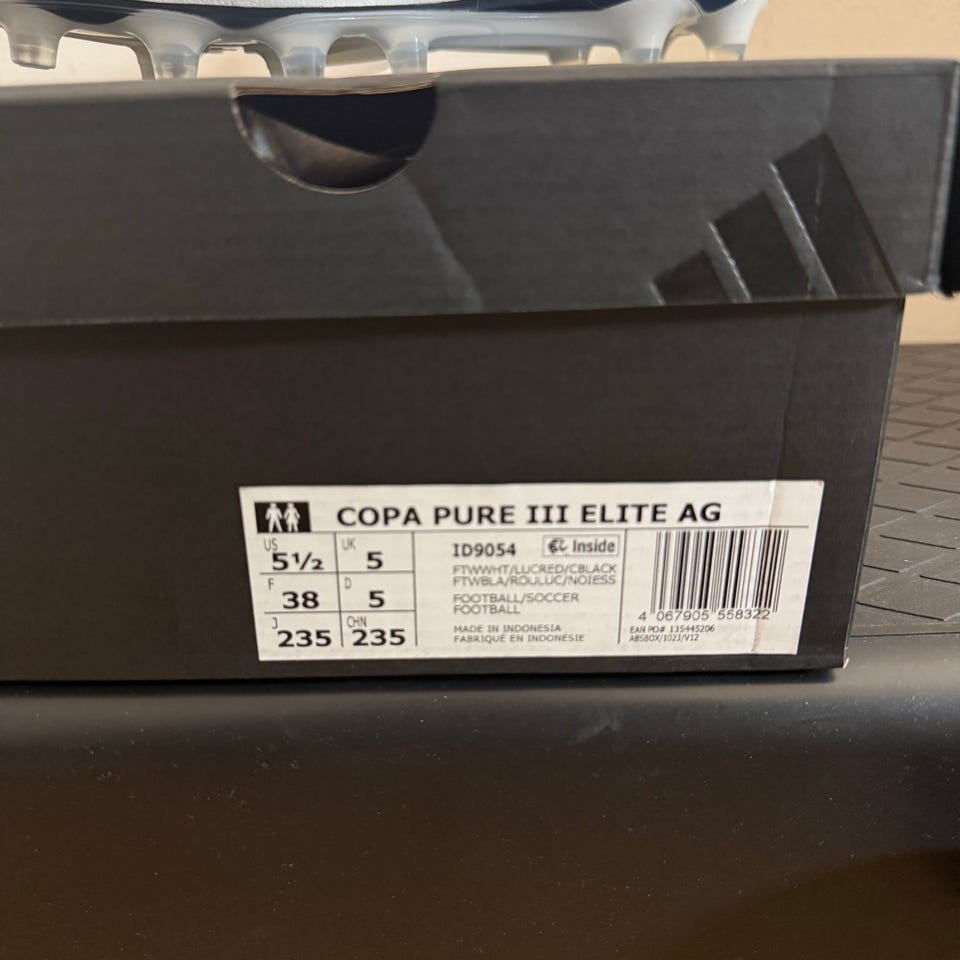 COPA PURE III ELITE AG
US 5½ UK 5
F 38 D 5
J 235 CHN 235
ID9054 Inside
FTWWHT/LUCRED/CBLACK
FTWBLA/ROULUC/NOIESS
FOOTBALL/SOCCER
FOOTBALL
MADE IN INDONESIA
FABRIQUÉ EN INDONÉSIE
4 067905 558322
EAN PO# 135445206
ABS80X/1023/V12